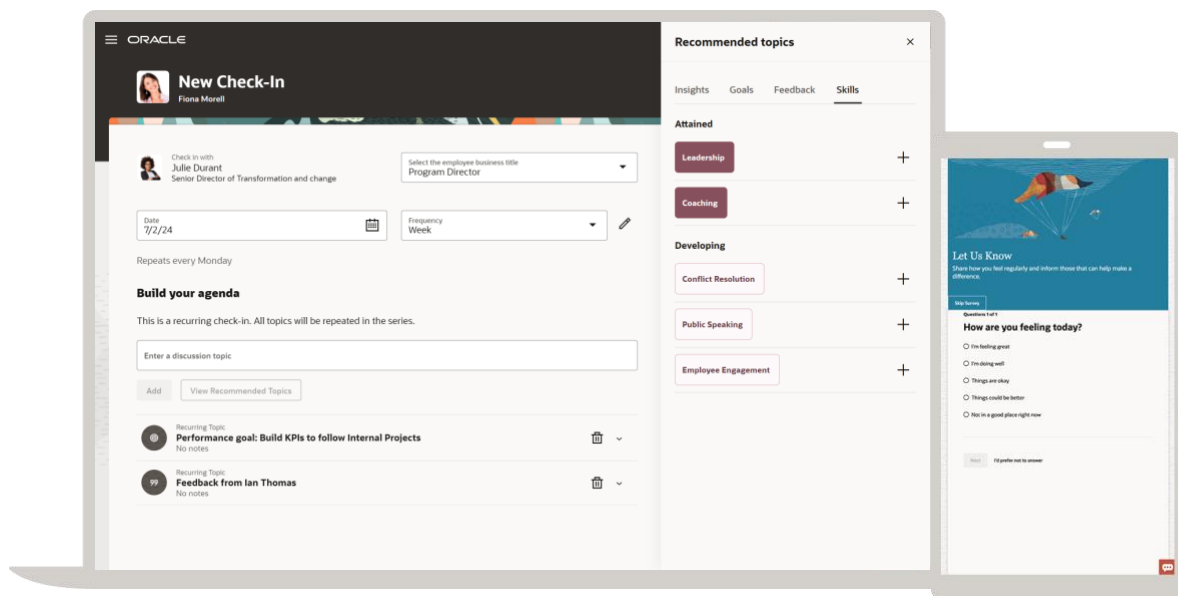 ORACLE
New Check-In
Fiona Morell
Check in with
Julie Durant
Senior Director of Transformation and change
Select the employee business title
Program Director
Date
7/2/24
Frequency
Week
Repeats every Monday
Build your agenda
This is a recurring check-in. All topics will be repeated in the series.
Enter a discussion topic
Add
View Recommended Topics
Recurring Topic
Performance goal: Build KPIs to follow Internal Projects
No notes
Recurring Topic
Feedback from Ian Thomas
No notes
Recommended topics
Insights Goals Feedback Skills
Attained
Leadership
Coaching
Developing
Conflict Resolution
Public Speaking
Employee Engagement
Let Us Know
Share how you feel regularly and inform those that can help make a
difference.
Skip Survey
Questions 1 of 1
How are you feeling today?
I'm feeling great
I'm doing well
Things are okay
Things could be better
Not in a good place right now
I'd prefer not to answer